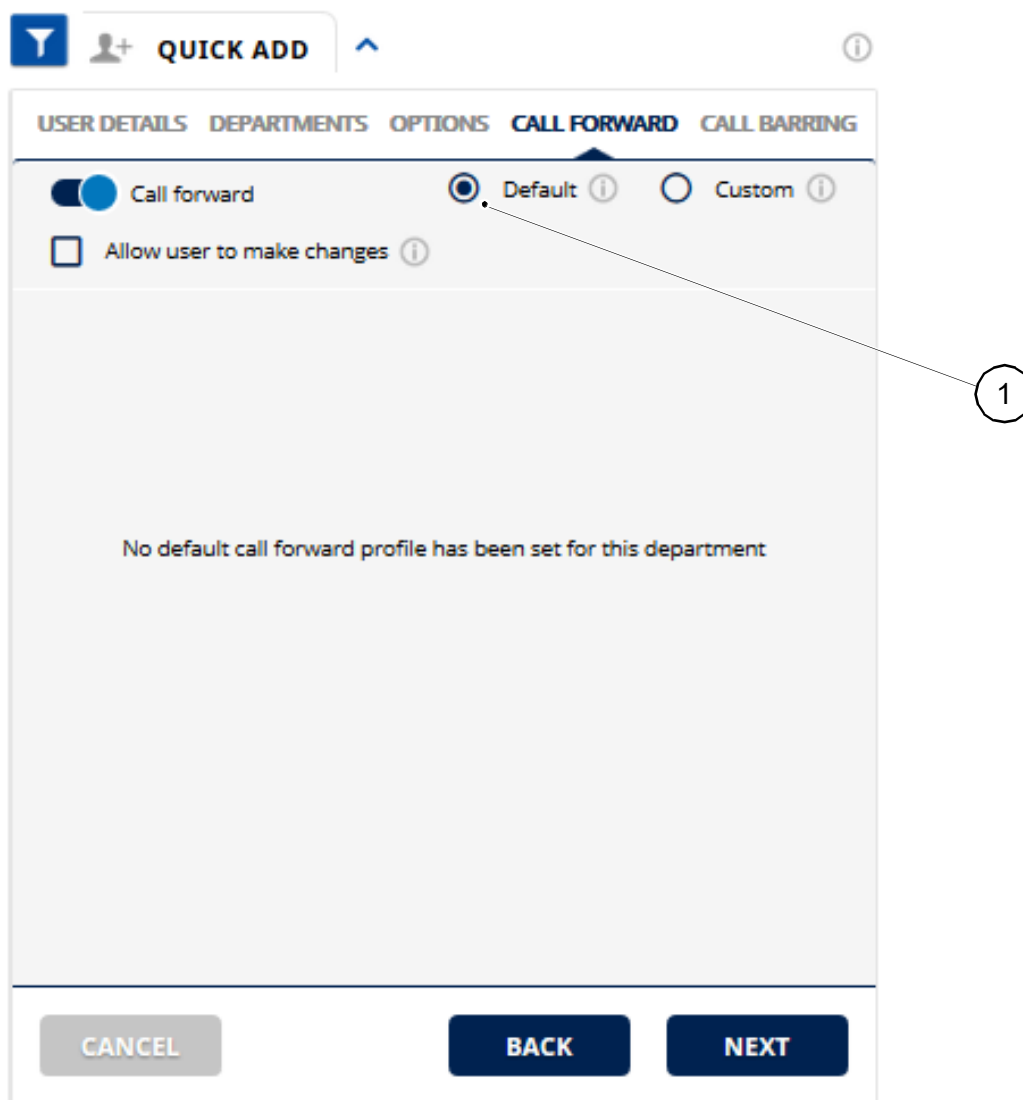 QUICK ADD
USER DETAILS DEPARTMENTS OPTIONS CALL FORWARD CALL BARRING
Call forward Default Custom
Allow user to make changes
1
No default call forward profile has been set for this department
CANCEL BACK NEXT